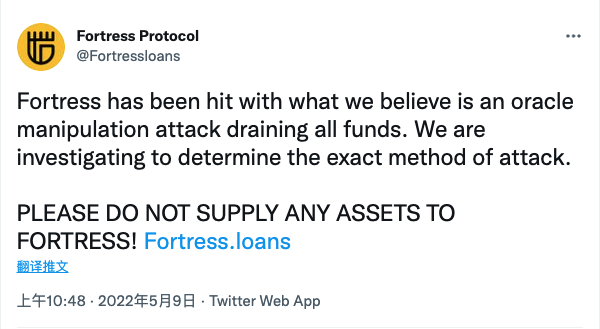 Fortress Protocol
@Fortressloans
Fortress has been hit with what we believe is an oracle
manipulation attack draining all funds. We are
investigating to determine the exact method of attack.
PLEASE DO NOT SUPPLY ANY ASSETS TO
FORTRESS! Fortress.loans
翻译推文
上午10:48 · 2022年5月9日 · Twitter Web App